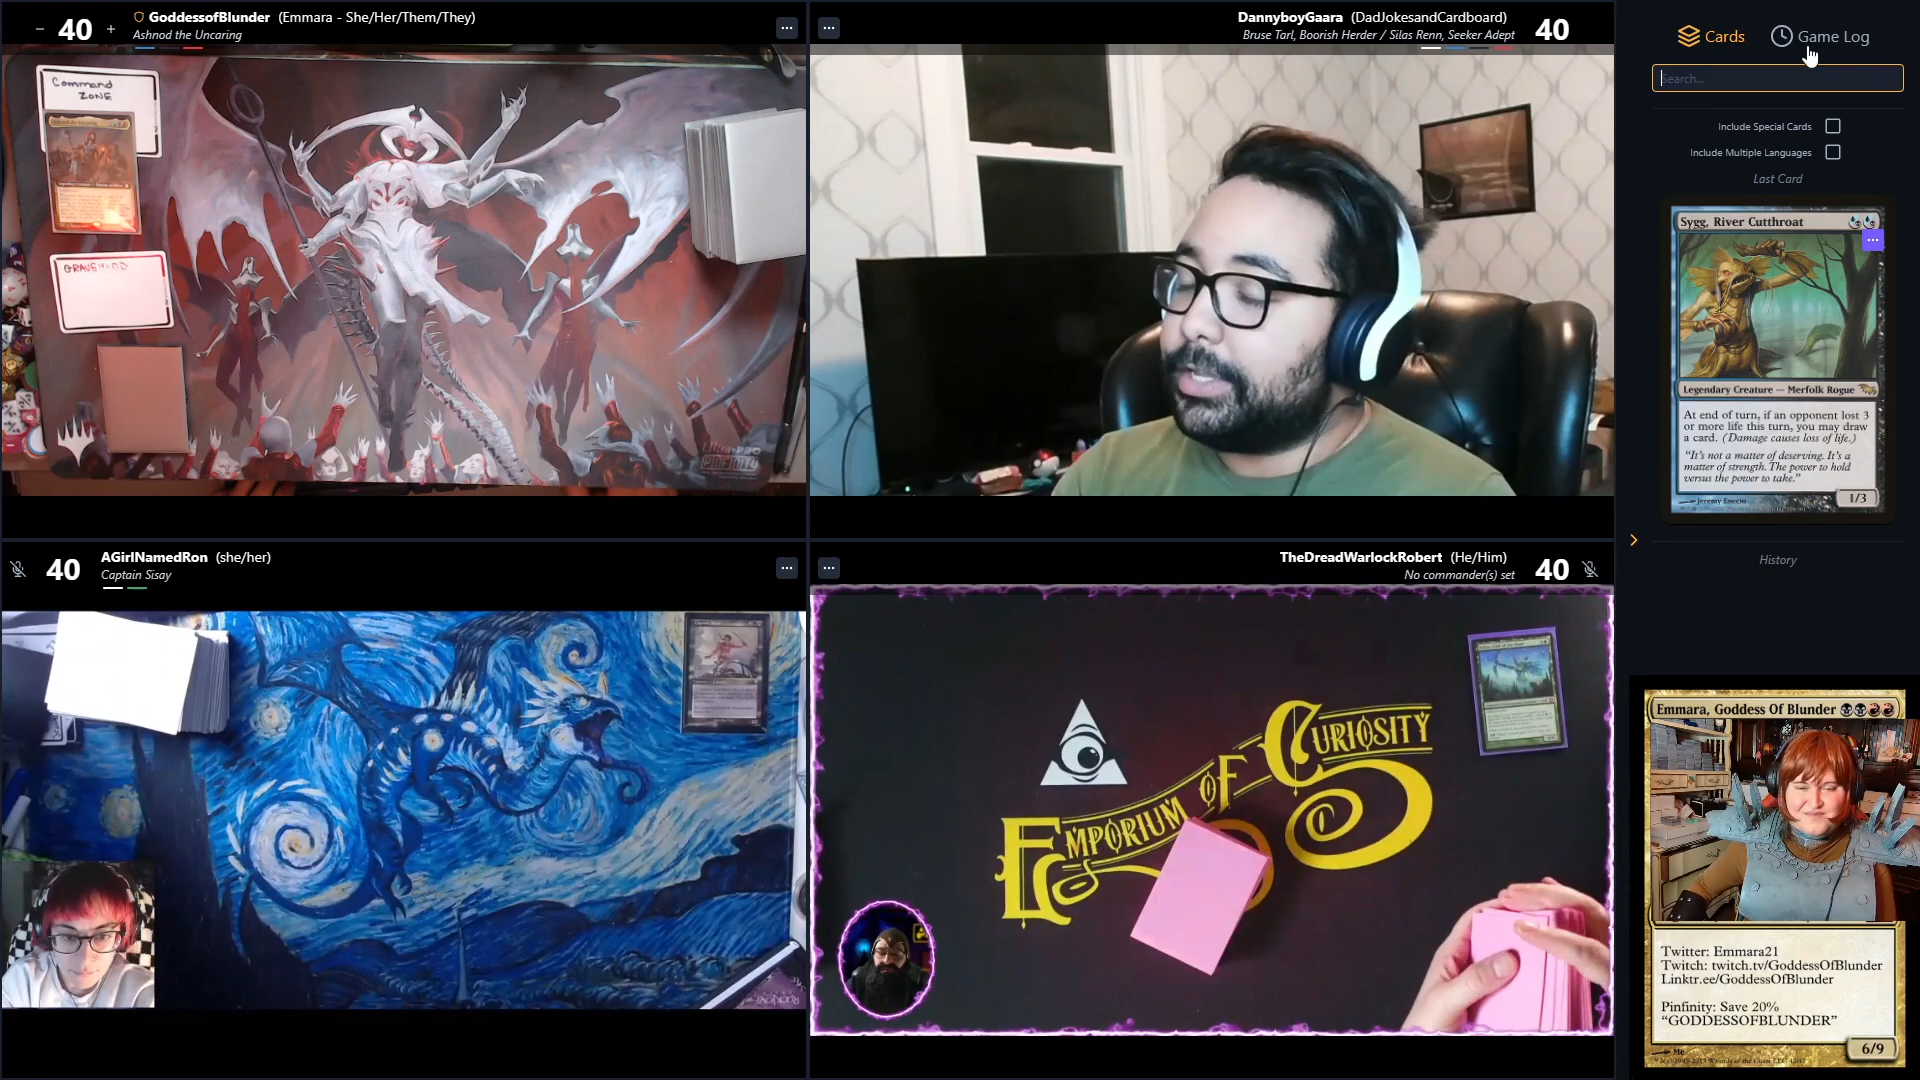 40
GoddessofBlunder (Emmara - She/Her/Them/They)
Ashnod the Uncaring
DannyboyGaara (DadJokesandCardboard)
Bruse Tarl, Boorish Herder / Silas Renn, Seeker Adept
40
Cards
Game Log
Search...
Include Special Cards
Include Multiple Languages
Last Card
Sygg, River Cutthroat
Legendary Creature — Merfolk Rogue
At end of turn, if an opponent lost 3
or more life this turn, you may draw
a card. (Damage causes loss of life.)
"It's not a matter of deserving. It's a
matter of strength. The power to hold
versus the power to take."
Jeremy Enecio
1/3
History
Command
ZONE
ULTRA PRO
PINFINITY
40
AGirlNamedRon (she/her)
Captain Sisay
TheDreadWarlockRobert (He/Him)
No commander(s) set
40
EMPORIUM OF CURIOSITY
Emmara, Goddess Of Blunder
Twitter: Emmara21
Twitch: twitch.tv/GoddessOfBlunder
Linktr.ee/GoddessOfBlunder
Pinfinity: Save 20%
"GODDESSOFBLUNDER"
Me
6/9